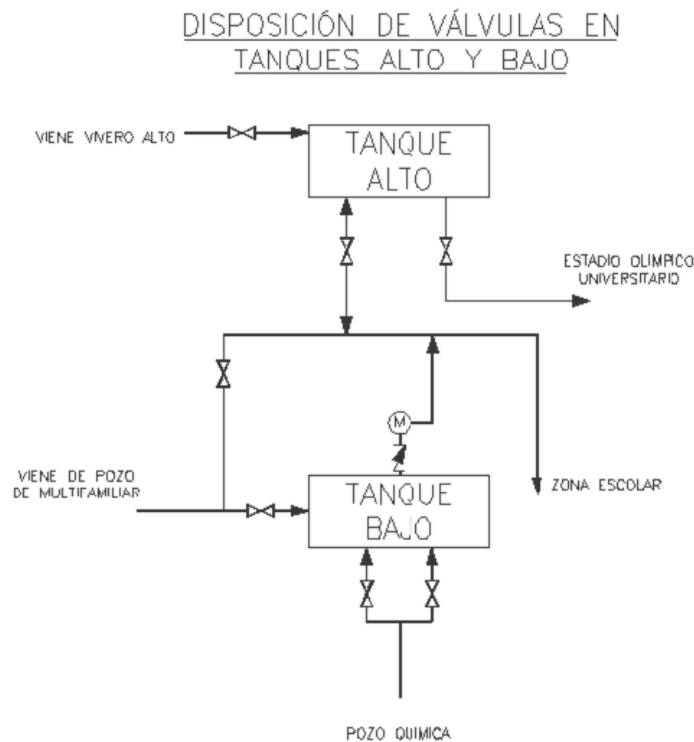 DISPOSICIÓN DE VÁLVULAS EN
TANQUES ALTO Y BAJO
VIENE VIVERO ALTO
TANQUE
ALTO
ESTADIO OLIMPICO
UNIVERSITARIO
M
VIENE DE POZO
DE MULTIFAMILIAR
TANQUE
BAJO
ZONA ESCOLAR
POZO QUIMICA